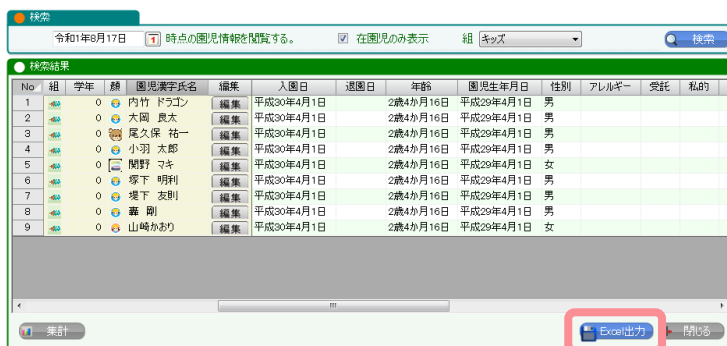 検索
令和1年8月17日 1 時点の園児情報を閲覧する。 在園児のみ表示 組 キッズ 検索
検索結果
No 組 学年 顔 園児漢字氏名 編集 入園日 退園日 年齢 園児生年月日 性別 アレルギー 受託 私的
1 0 内竹 ドラゴン 編集 平成30年4月1日 2歳4か月16日 平成29年4月1日 男
2 0 大岡 良太 編集 平成30年4月1日 2歳4か月16日 平成29年4月1日 男
3 0 尾久保 祐一 編集 平成30年4月1日 2歳4か月16日 平成29年4月1日 男
4 0 小羽 太郎 編集 平成30年4月1日 2歳4か月16日 平成29年4月1日 男
5 0 関野 マキ 編集 平成30年4月1日 2歳4か月16日 平成29年4月1日 女
6 0 塚下 明利 編集 平成30年4月1日 2歳4か月16日 平成29年4月1日 男
7 0 堤下 友則 編集 平成30年4月1日 2歳4か月16日 平成29年4月1日 男
8 0 轟 剛 編集 平成30年4月1日 2歳4か月16日 平成29年4月1日 男
9 0 山崎かおり 編集 平成30年4月1日 2歳4か月16日 平成29年4月1日 女
集計 Excel出力 閉じる